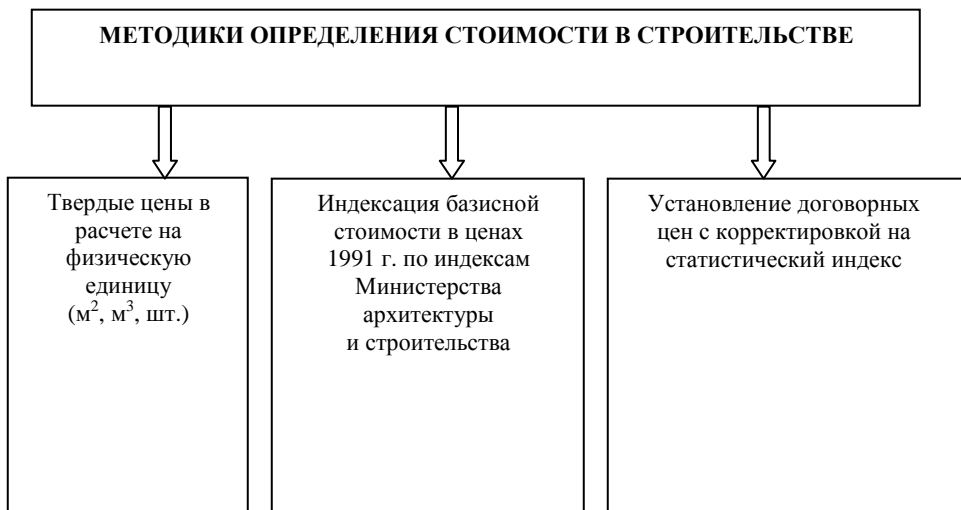 МЕТОДИКИ ОПРЕДЕЛЕНИЯ СТОИМОСТИ В СТРОИТЕЛЬСТВЕ
Твердые цены в
расчете на
физическую
единицу
(м², м³, шт.)
Индексация базисной
стоимости в ценах
1991 г. по индексам
Министерства
архитектуры
и строительства
Установление договорных
цен с корректировкой на
статистический индекс